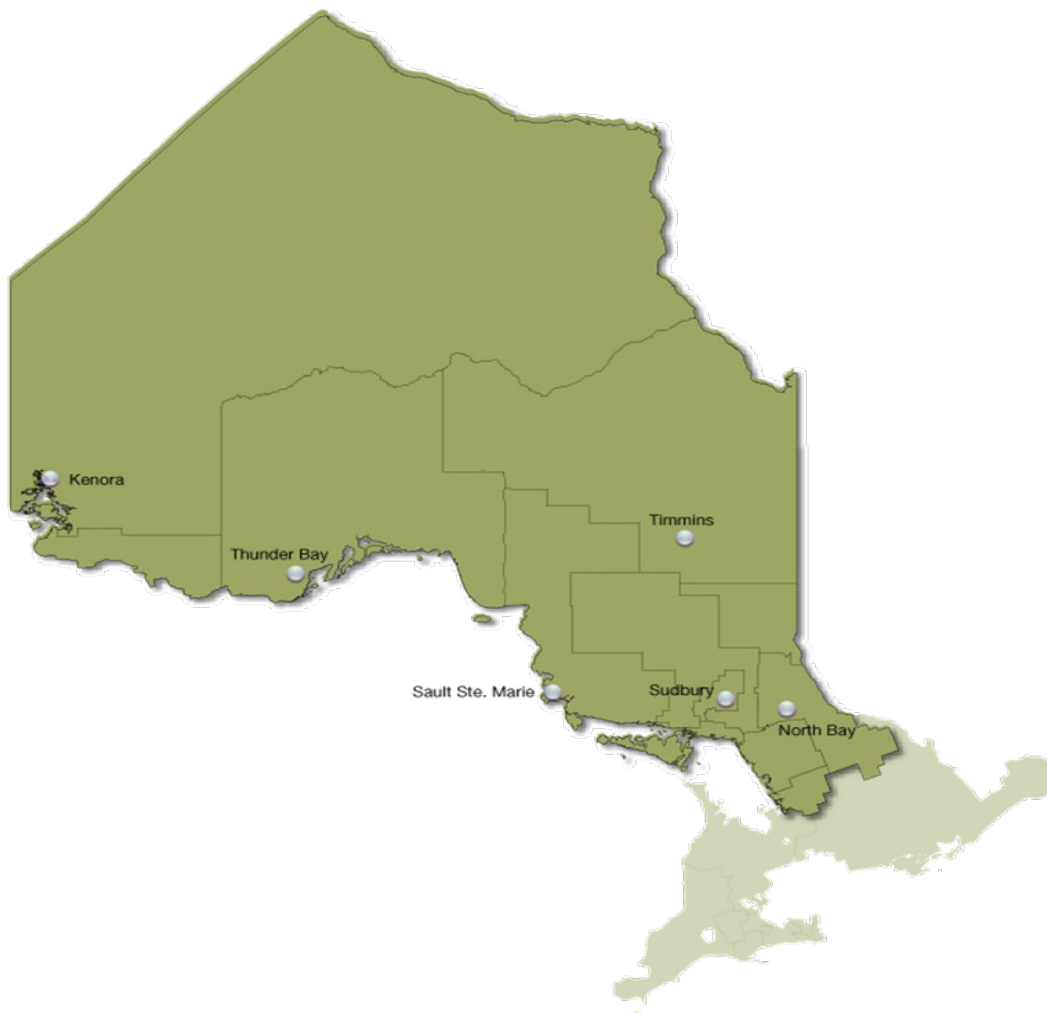 Kenora
Timmins
Thunder Bay
Sault Ste. Marie
Sudbury
North Bay